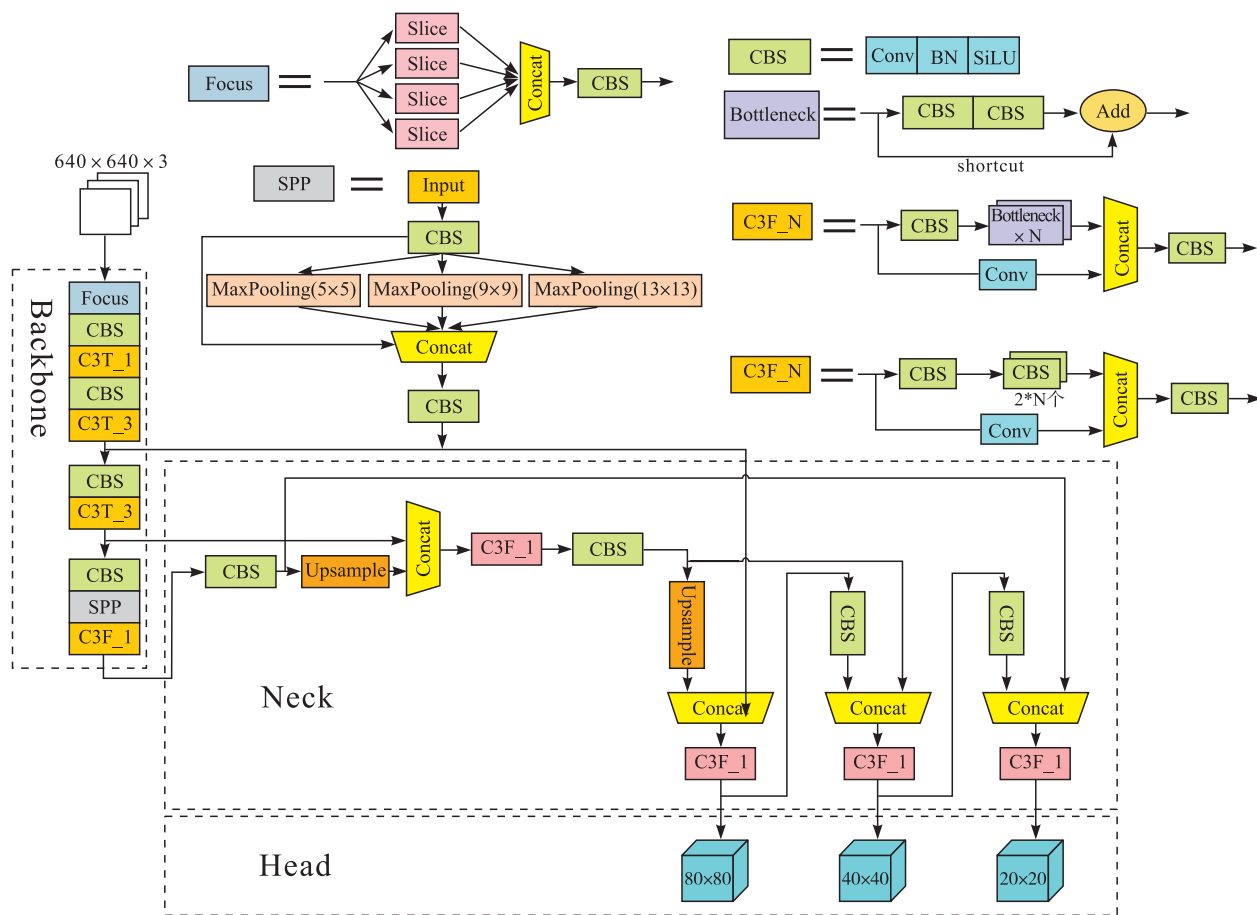 Focus
Slice
Slice
Slice
Slice
Concat
CBS
CBS
Conv BN SiLU
Bottleneck
CBS CBS
Add
shortcut
640 × 640 × 3
SPP
Input
CBS
MaxPooling(5×5) MaxPooling(9×9) MaxPooling(13×13)
Concat
CBS
C3F_N
CBS
Bottleneck
× N
Conv
Concat
CBS
C3F_N
CBS
CBS
2*N个
Conv
Concat
CBS
Backbone
Focus
CBS
C3T_1
CBS
C3T_3
CBS
C3T_3
CBS
SPP
C3F_1
Neck
CBS
Upsample
Concat
C3F_1
CBS
Upsample
CBS
CBS
Concat
Concat
Concat
C3F_1
C3F_1
C3F_1
Head
80×80
40×40
20×20